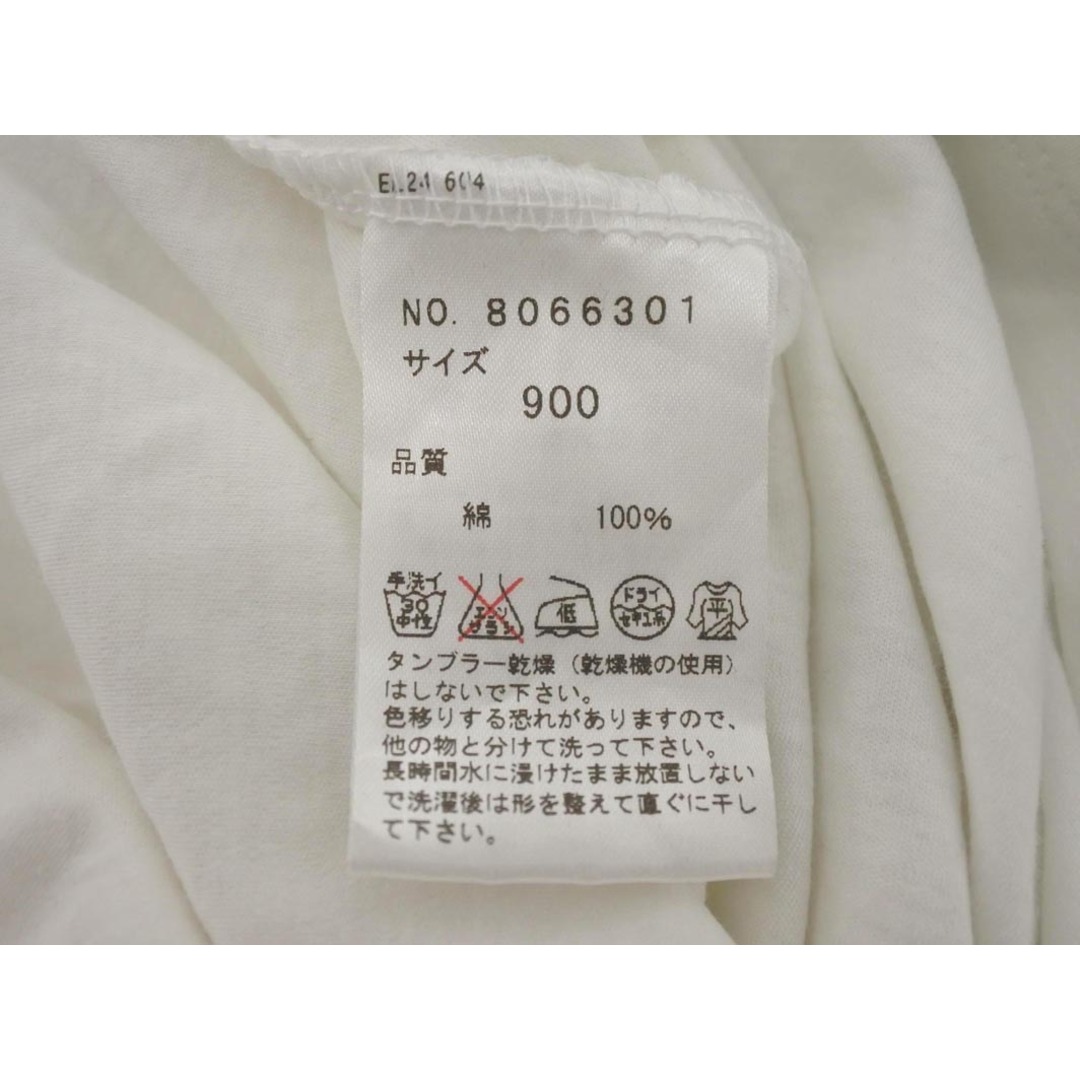 NO. 8066301
サイズ
900
品質
綿 100%
手洗イ
30
中性
エンソ
サラシ
低
ドライ
セキユ系
平
タンブラー乾燥(乾燥機の使用)
はしないで下さい。
色移りする恐れがありますので、
他の物と分けて洗って下さい。
長時間水に浸けたまま放置しない
で洗濯後は形を整えて直ぐに干し
て下さい。